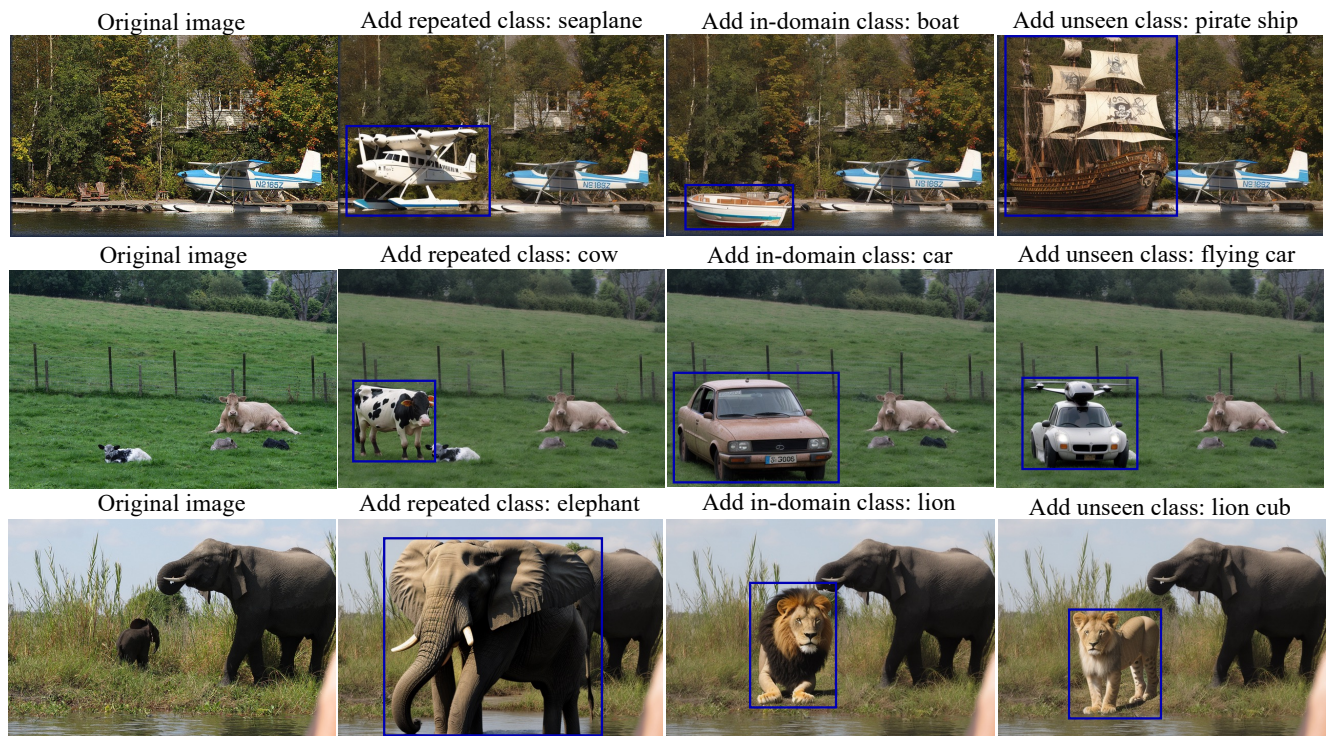 Original image
Add repeated class: seaplane
Add in-domain class: boat
Add unseen class: pirate ship
Original image
Add repeated class: cow
Add in-domain class: car
Add unseen class: flying car
Original image
Add repeated class: elephant
Add in-domain class: lion
Add unseen class: lion cub